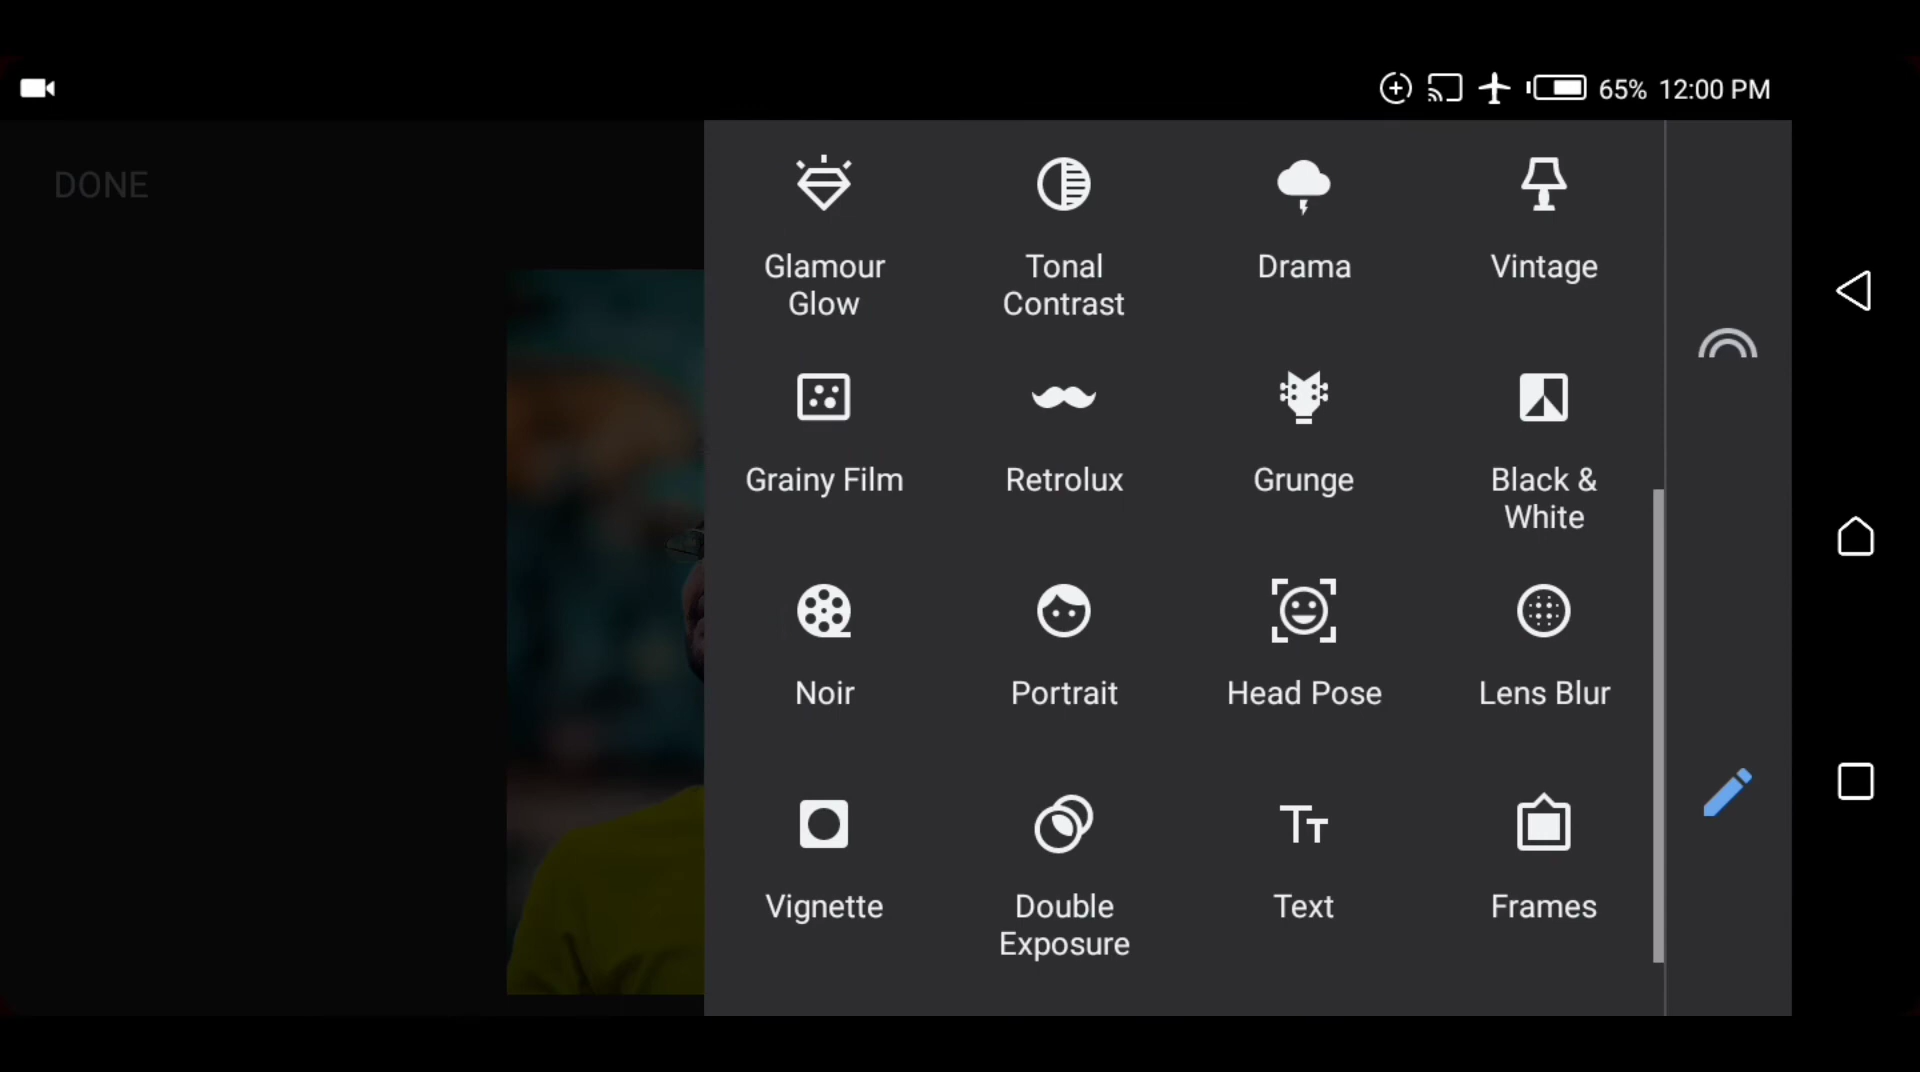 65% 12:00 PM
DONE
Glamour
Glow
Tonal
Contrast
Drama
Vintage
Grainy Film
Retrolux
Grunge
Black &
White
Noir
Portrait
Head Pose
Lens Blur
Vignette
Double
Exposure
Text
Frames